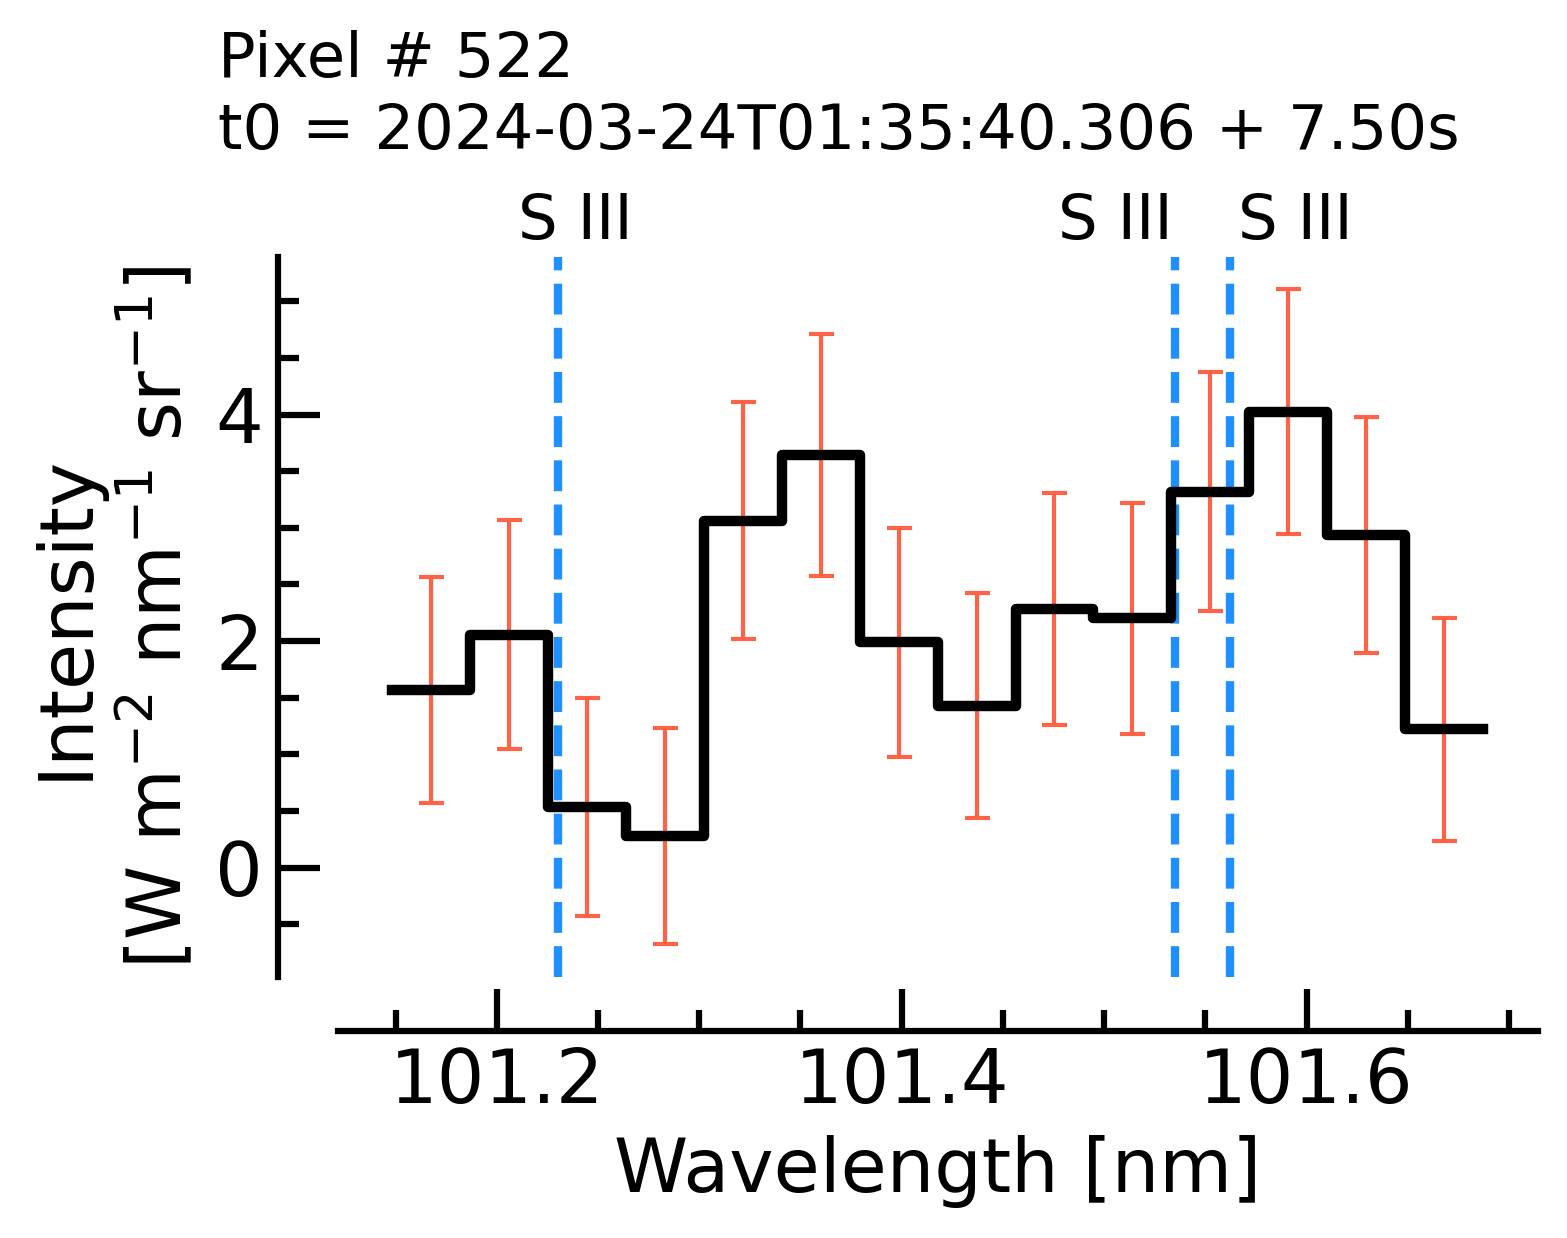 Pixel # 522
t0 = 2024-03-24T01:35:40.306 + 7.50s
S III S III S III
Intensity
[W m⁻² nm⁻¹ sr⁻¹]
4
2
0
101.2 101.4 101.6
Wavelength [nm]